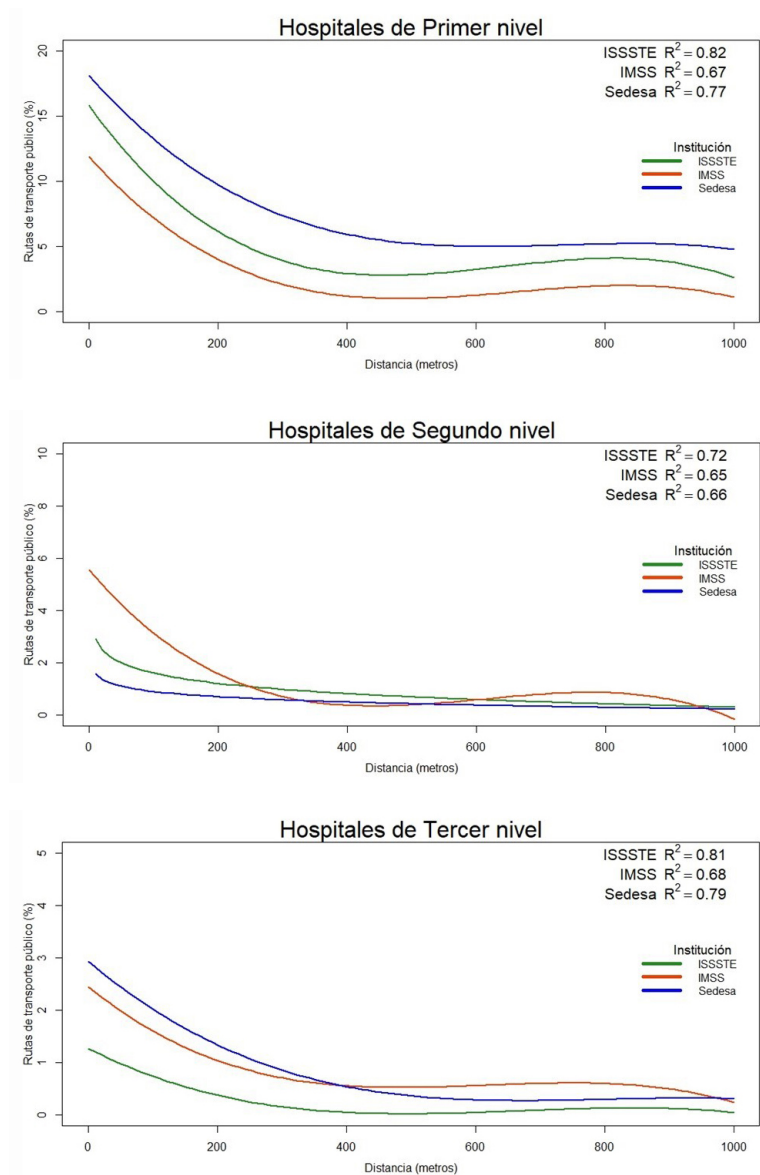 Hospitales de Primer nivel
ISSSTE R² = 0.82
IMSS R² = 0.67
Sedesa R² = 0.77
Institución
ISSSTE
IMSS
Sedesa
Rutas de transporte público (%)
20
15
10
5
0
0 200 400 600 800 1000
Distancia (metros)
Hospitales de Segundo nivel
ISSSTE R² = 0.72
IMSS R² = 0.65
Sedesa R² = 0.66
Institución
ISSSTE
IMSS
Sedesa
Rutas de transporte público (%)
10
8
6
4
2
0
0 200 400 600 800 1000
Distancia (metros)
Hospitales de Tercer nivel
ISSSTE R² = 0.81
IMSS R² = 0.68
Sedesa R² = 0.79
Institución
ISSSTE
IMSS
Sedesa
Rutas de transporte público (%)
5
4
3
2
1
0
0 200 400 600 800 1000
Distancia (metros)